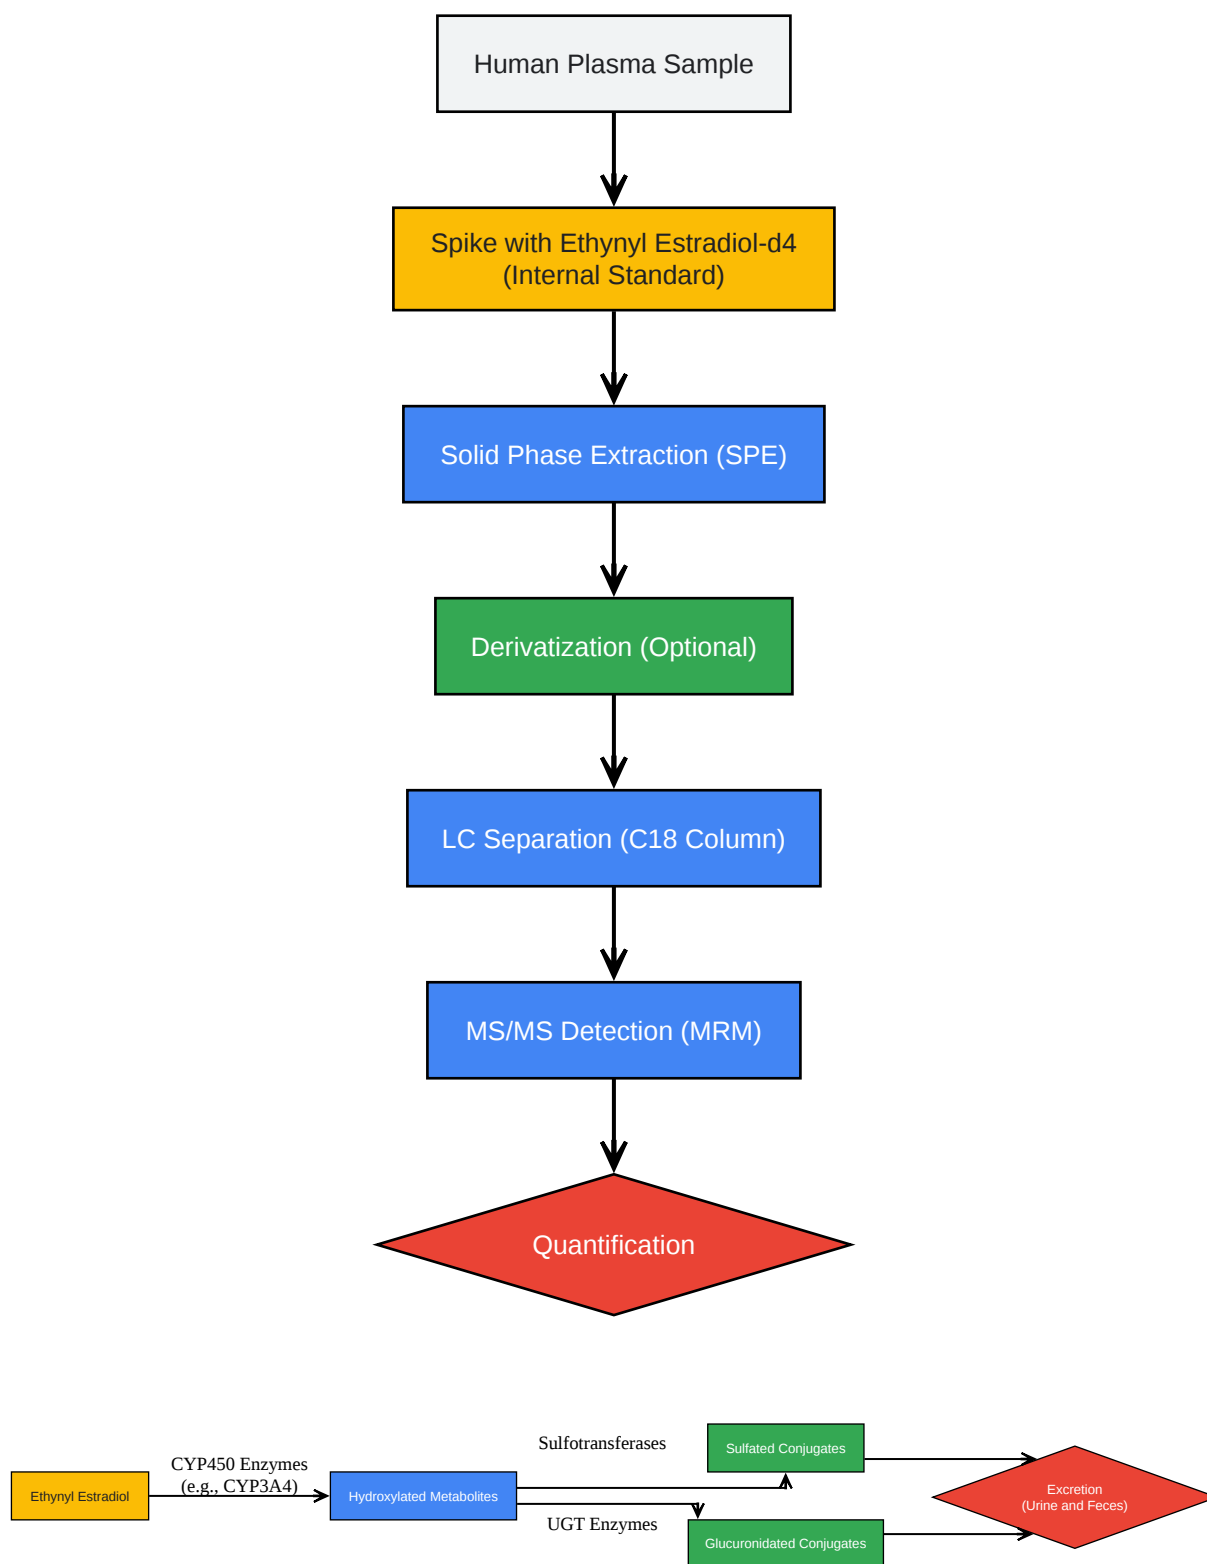 Human Plasma Sample
Spike with Ethynyl Estradiol-d4
(Internal Standard)
Solid Phase Extraction (SPE)
Derivatization (Optional)
LC Separation (C18 Column)
MS/MS Detection (MRM)
Quantification
Ethynyl Estradiol
CYP450 Enzymes
(e.g., CYP3A4)
Hydroxylated Metabolites
Sulfotransferases
UGT Enzymes
Sulfated Conjugates
Glucuronidated Conjugates
Excretion
(Urine and Feces)